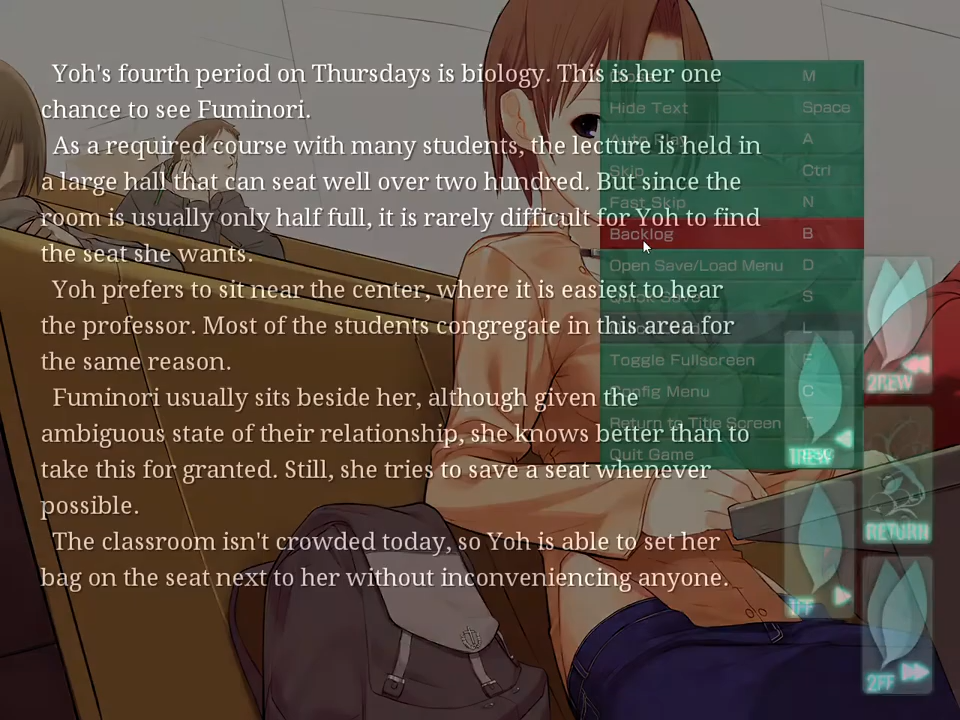 Yoh's fourth period on Thursdays is biology. This is her one
chance to see Fuminori.
As a required course with many students, the lecture is held in
a large hall that can seat well over two hundred. But since the
room is usually only half full, it is rarely difficult for Yoh to find
the seat she wants.
Yoh prefers to sit near the center, where it is easiest to hear
the professor. Most of the students congregate in this area for
the same reason.
Fuminori usually sits beside her, although given the
ambiguous state of their relationship, she knows better than to
take this for granted. Still, she tries to save a seat whenever
possible.
The classroom isn't crowded today, so Yoh is able to set her
bag on the seat next to her without inconveniencing anyone.
M
Hide Text Space
Auto Play A
Skip Ctrl
Fast Skip N
Backlog B
Open Save/Load Menu D
Quick Save S
L
Toggle Fullscreen F
Config Menu C
Return to Title Screen T
Quit Game
2REW
1REW
RETURN
1FF
2FF